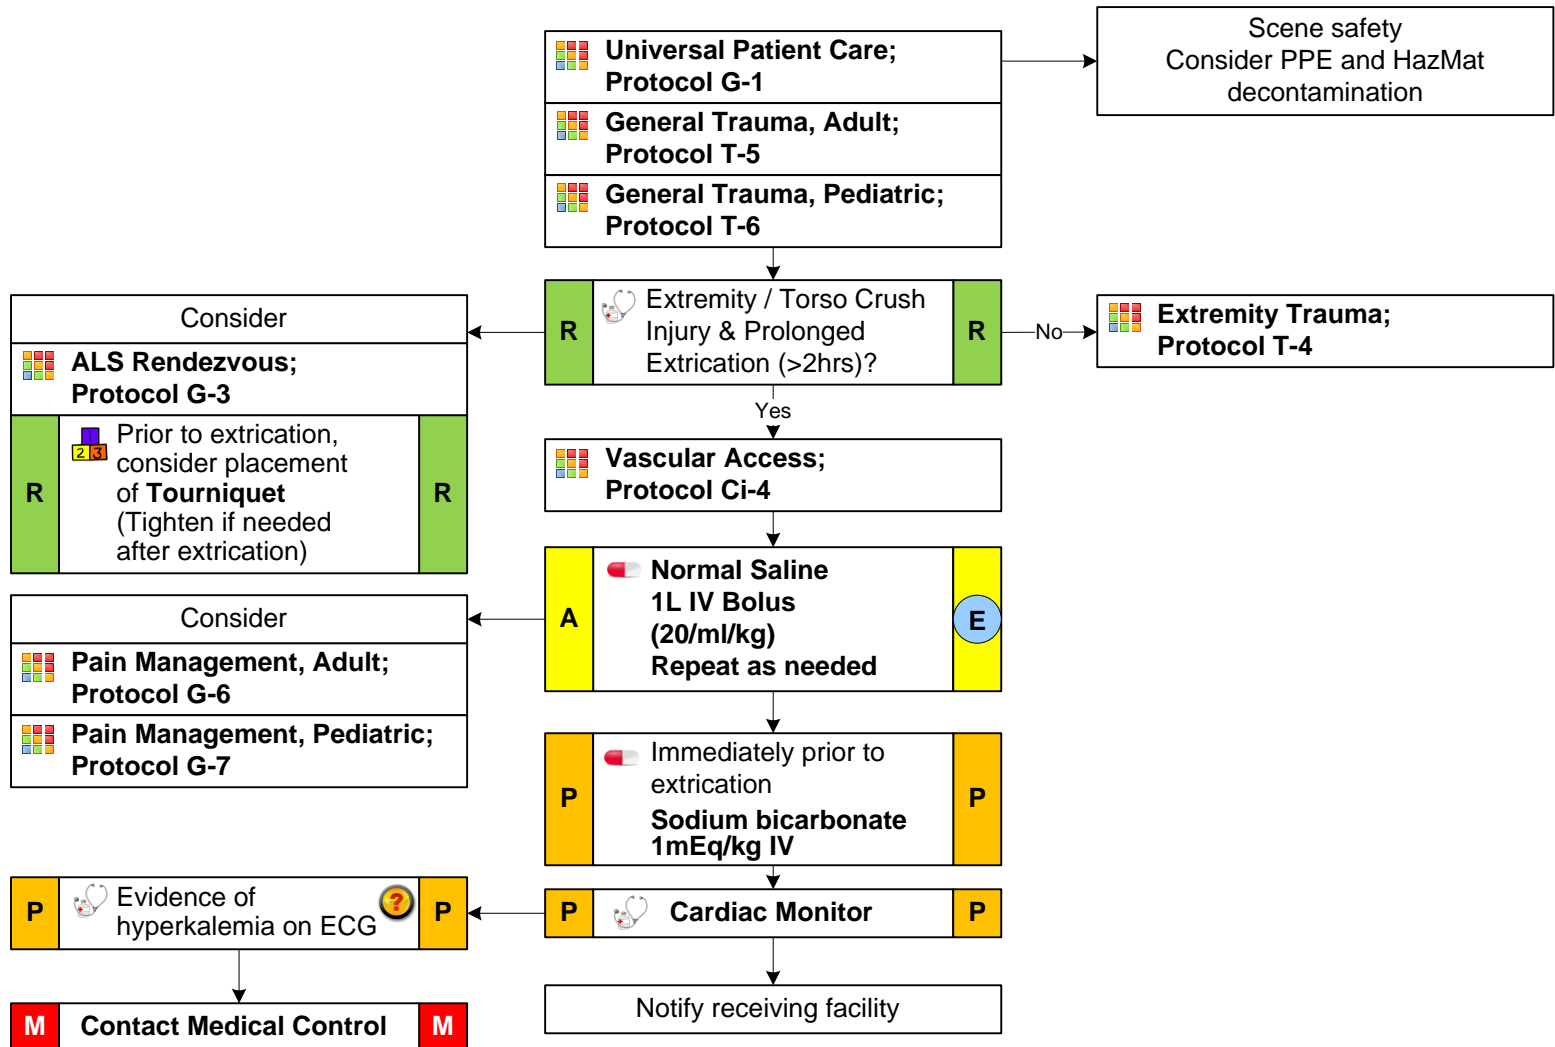 Universal Patient Care;
Protocol G-1
Scene safety
Consider PPE and HazMat
decontamination
General Trauma, Adult;
Protocol T-5
General Trauma, Pediatric;
Protocol T-6
R
Extremity / Torso Crush
Injury & Prolonged
Extrication (>2hrs)?
R
No
Extremity Trauma;
Protocol T-4
Consider
ALS Rendezvous;
Protocol G-3
R
1
2 3
Prior to extrication,
consider placement
of Tourniquet
(Tighten if needed
after extrication)
R
Yes
Vascular Access;
Protocol Ci-4
A
Normal Saline
1L IV Bolus
(20/ml/kg)
Repeat as needed
E
Consider
Pain Management, Adult;
Protocol G-6
Pain Management, Pediatric;
Protocol G-7
P
Immediately prior to
extrication
Sodium bicarbonate
1mEq/kg IV
P
P
Cardiac Monitor
P
P
Evidence of
hyperkalemia on ECG
?
P
M
Contact Medical Control
M
Notify receiving facility